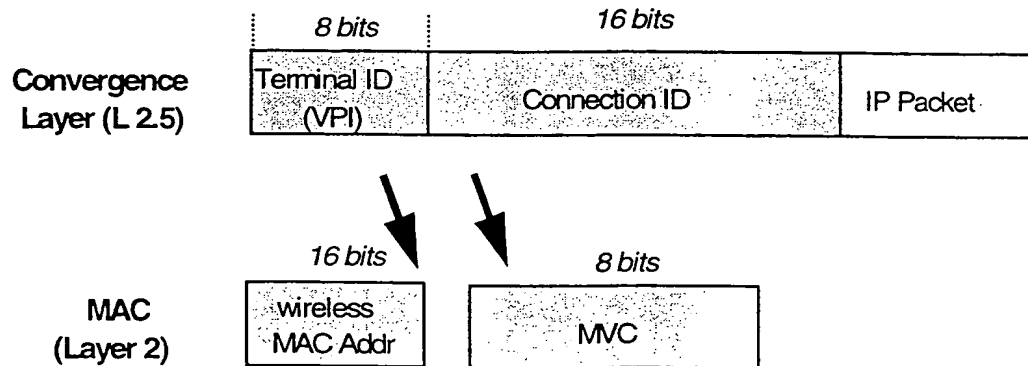 8 bits
16 bits
Convergence
Layer (L 2.5)
Terminal ID
(VPI)
Connection ID
IP Packet
16 bits
8 bits
MAC
(Layer 2)
wireless
MAC Addr
MVC